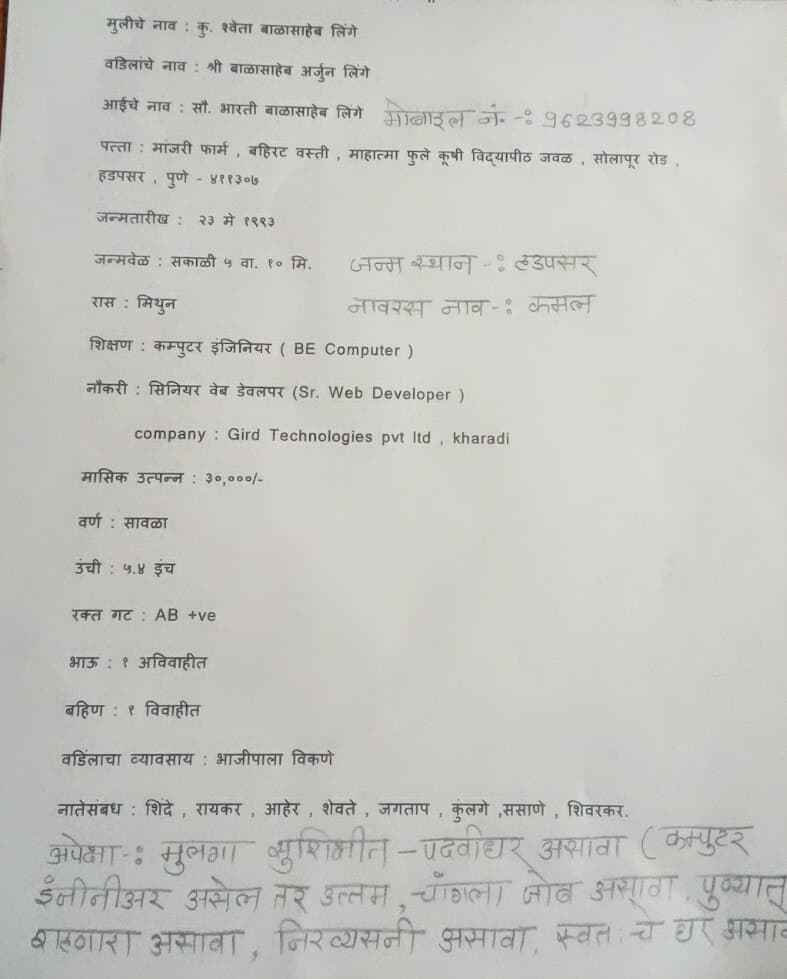 मुलीचे नाव : कु. श्वेता बाळासाहेब लिंगे
वडिलांचे नाव : श्री बाळासाहेब अर्जुन लिंगे
आईचे नाव : सौ. भारती बाळासाहेब लिंगे मोबाइल नं. -: 9623998208
पत्ता : मांजरी फार्म , बहिरट वस्ती , माहात्मा फुले कृषी विद्यापीठ जवळ , सोलापूर रोड ,
हडपसर , पुणे - ४११३०७
जन्मतारीख : २३ मे १९९३
जन्मवेळ : सकाळी ५ वा. १० मि. जन्म स्थान -: हडपसर
रास : मिथुन नावरस नाव -: कमल
शिक्षण : कम्पुटर इंजिनियर ( BE Computer )
नौकरी : सिनियर वेब डेवलपर (Sr. Web Developer )
company : Gird Technologies pvt ltd , kharadi
मासिक उत्पन्न : ३०,०००/-
वर्ण : सावळा
उंची : ५.४ इंच
रक्त गट : AB +ve
भाऊ : १ अविवाहीत
बहिण : १ विवाहीत
वडिंलाचा व्यावसाय : भाजीपाला विकणे
नातेसंबध : शिंदे , रायकर , आहेर , शेवते , जगताप , कुंलगे ,ससाणे , शिवरकर.
अपेक्षा -: मुलगा सुशिक्षीत - पदवीधर असावा ( कम्पुटर
इंजीनीअर असेल तर उत्तम , चांगला जोब असावा. पुण्यात
राहणारा असावा , निरव्यसनी असावा. स्वत:चे घर असावे